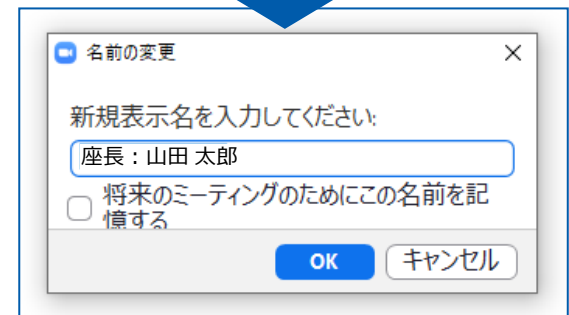 名前の変更
新規表示名を入力してください:
座長：山田 太郎
将来のミーティングのためにこの名前を記
憶する
OK キャンセル